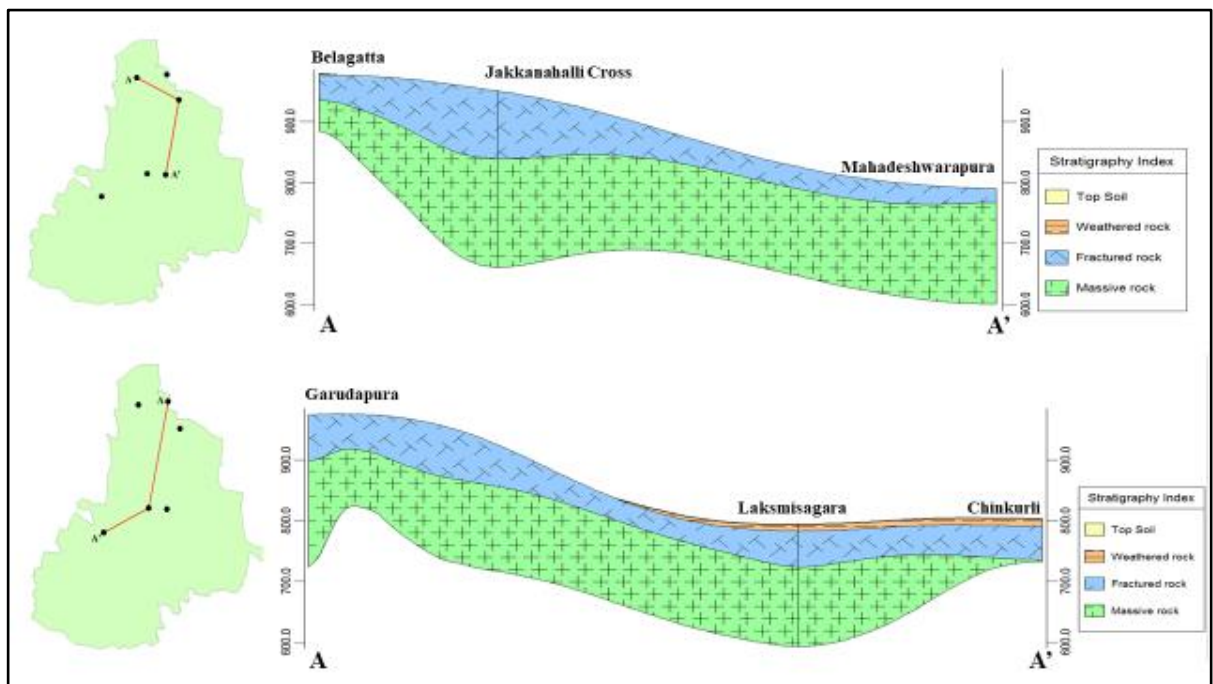 Belagatta
Jakkanahalli Cross
Mahadeshwarapura
A
A'
900.0
800.0
700.0
600.0
900.0
800.0
700.0
600.0
A
A'
Stratigraphy Index
Top Soil
Weathered rock
Fractured rock
Massive rock
Garudapura
Laksmisagara
Chinkurli
A
A'
900.0
800.0
700.0
600.0
900.0
800.0
700.0
600.0
A
A'
Stratigraphy Index
Top Soil
Weathered rock
Fractured rock
Massive rock